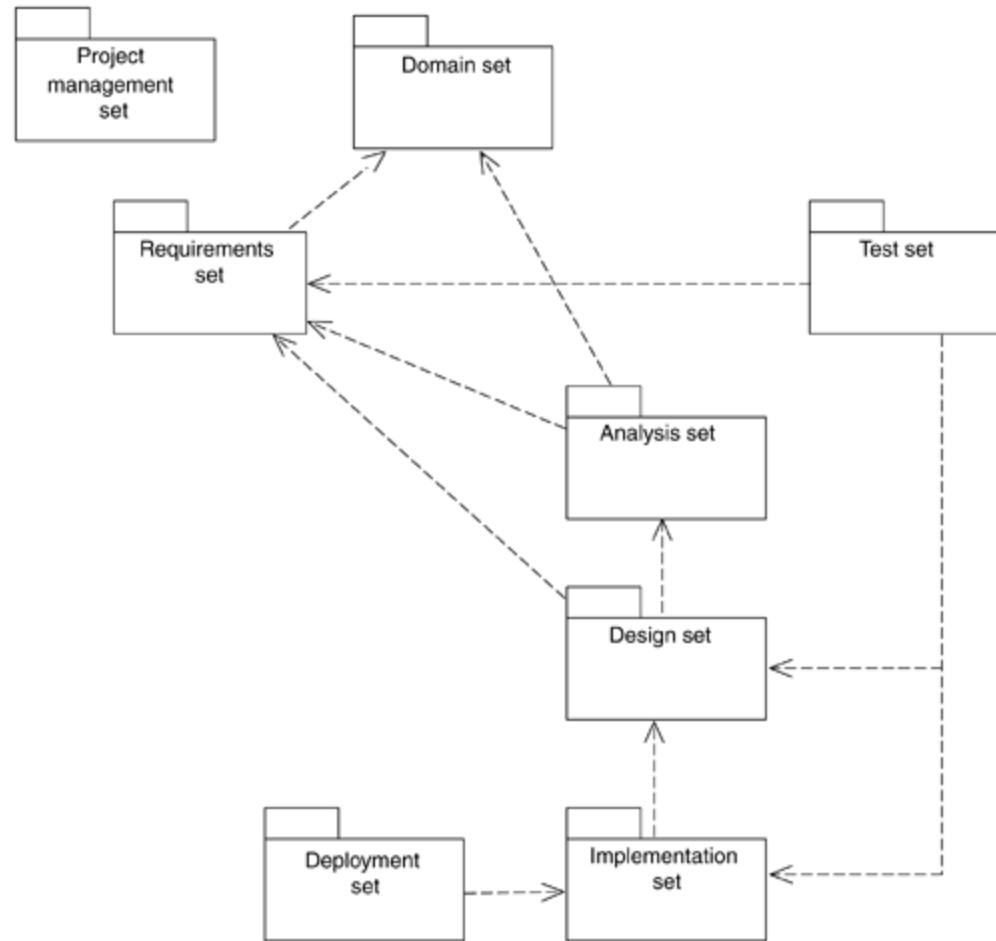 Project
management
set
Domain set
Requirements
set
Test set
Analysis set
Design set
Deployment
set
Implementation
set